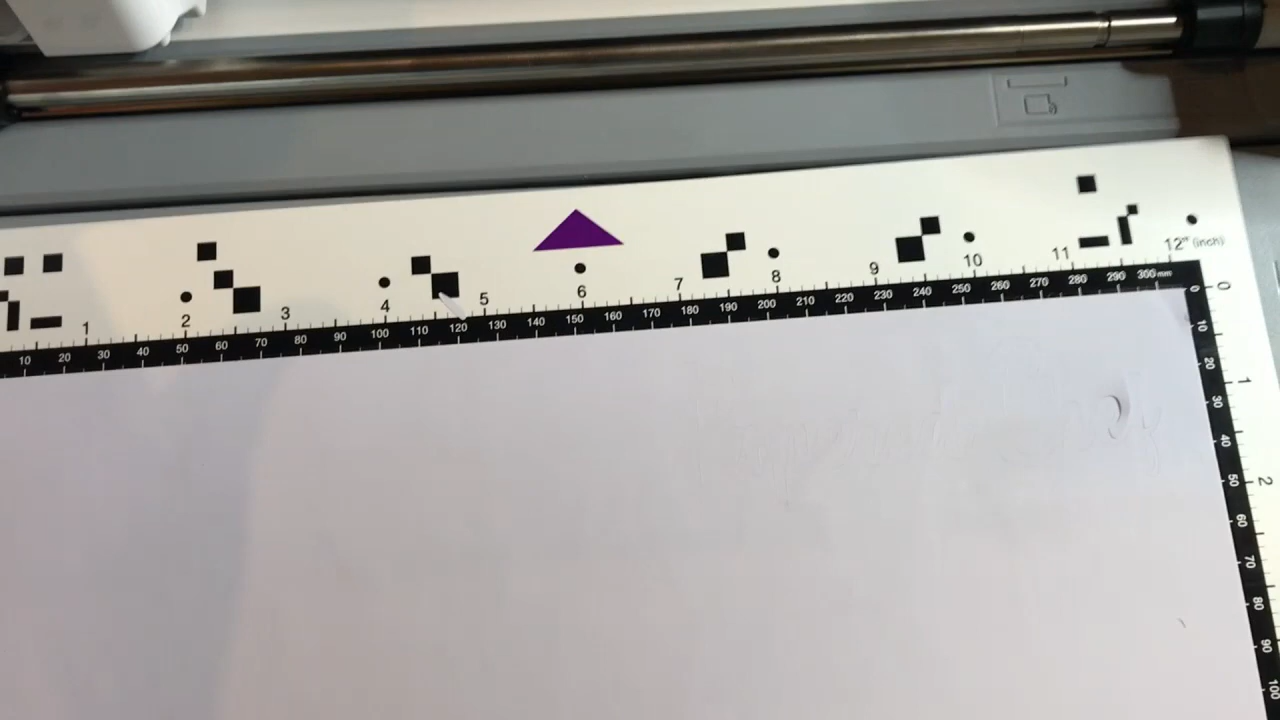 1 2 3 4 5 6 7 8 9 10 11 12" (inch)
10 20 30 40 50 60 70 80 90 100 110 120 130 140 150 160 170 180 190 200 210 220 230 240 250 260 270 280 290 300 mm
0 10 20 30 40 50 60 70 80 90 100
0 1 2